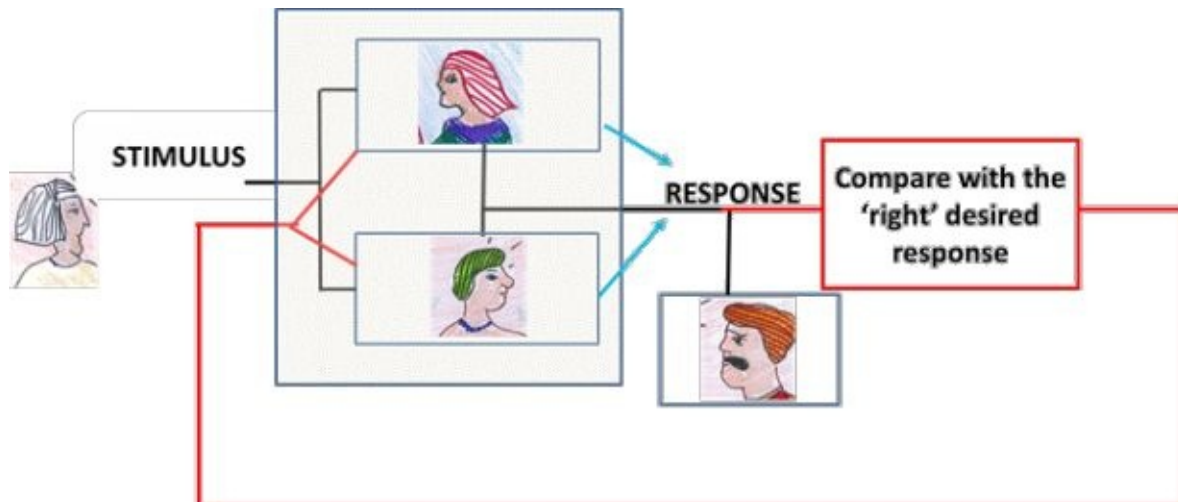 STIMULUS
RESPONSE
Compare with the
‘right’ desired
response